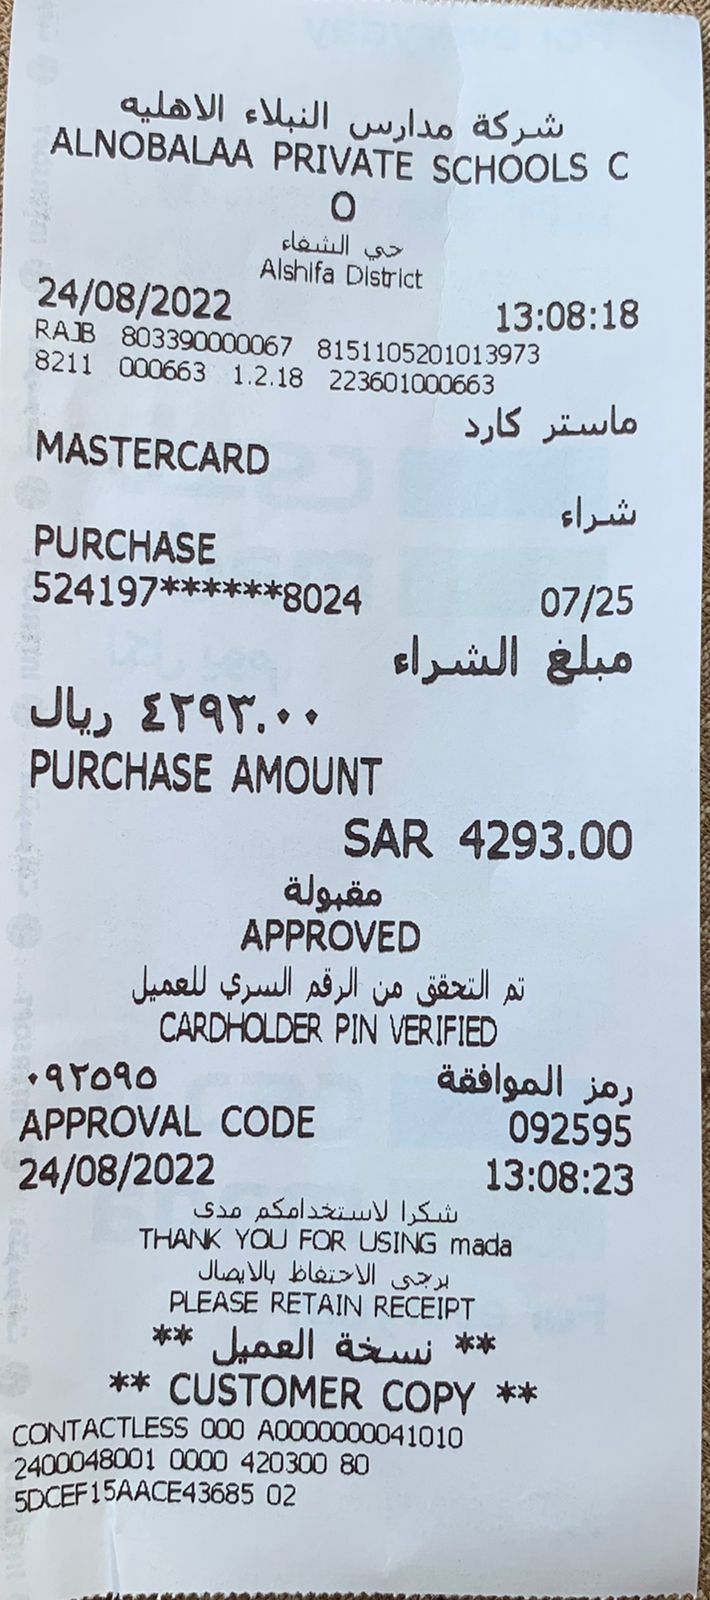 شركة مدارس النبلاء الاهليه
ALNOBALAA PRIVATE SCHOOLS C
O
حي الشفاء
Alshifa District
24/08/2022 13:08:18
RAJB 803390000067 8151105201013973
8211 000663 1.2.18 223601000663
ماستر كارد
MASTERCARD
شراء
PURCHASE
524197******8024 07/25
مبلغ الشراء
٤٢٩٣.٠٠ ريال
PURCHASE AMOUNT
SAR 4293.00
مقبولة
APPROVED
تم التحقق من الرقم السري للعميل
CARDHOLDER PIN VERIFIED
رمز الموافقة ٠٩٢٥٩٥
APPROVAL CODE 092595
24/08/2022 13:08:23
شكرا لاستخدامكم مدى
THANK YOU FOR USING mada
يرجى الاحتفاظ بالايصال
PLEASE RETAIN RECEIPT
** نسخة العميل **
** CUSTOMER COPY **
CONTACTLESS 000 A0000000041010
2400048001 0000 420300 80
5DCEF15AACE43685 02